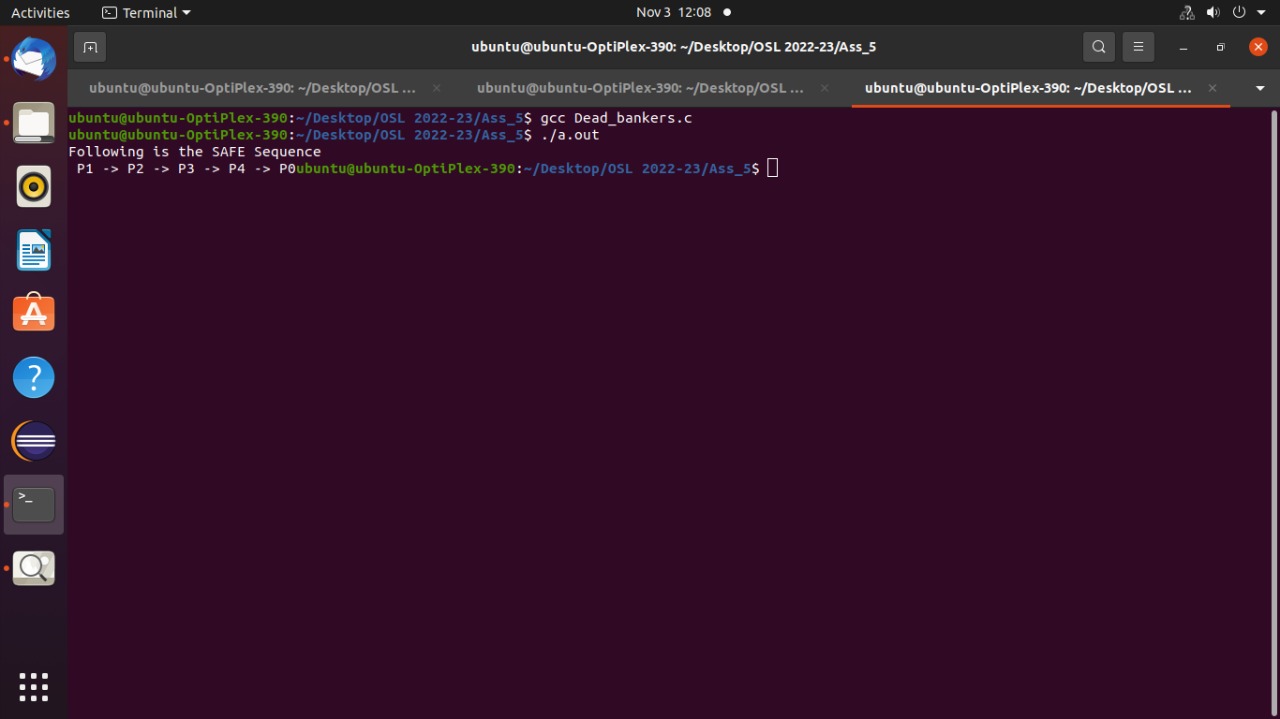 Activities Terminal Nov 3 12:08
ubuntu@ubuntu-OptiPlex-390: ~/Desktop/OSL 2022-23/Ass_5
ubuntu@ubuntu-OptiPlex-390: ~/Desktop/OSL ... × ubuntu@ubuntu-OptiPlex-390: ~/Desktop/OSL ... × ubuntu@ubuntu-OptiPlex-390: ~/Desktop/OSL ... ×
ubuntu@ubuntu-OptiPlex-390:~/Desktop/OSL 2022-23/Ass_5$ gcc Dead_bankers.c
ubuntu@ubuntu-OptiPlex-390:~/Desktop/OSL 2022-23/Ass_5$ ./a.out
Following is the SAFE Sequence
P1 -> P2 -> P3 -> P4 -> P0ubuntu@ubuntu-OptiPlex-390:~/Desktop/OSL 2022-23/Ass_5$